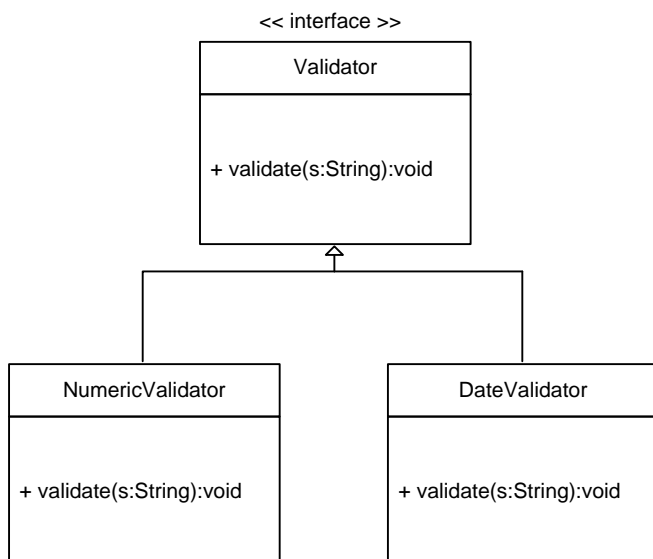 << interface >>
Validator
+ validate(s:String):void
NumericValidator
DateValidator
+ validate(s:String):void
+ validate(s:String):void